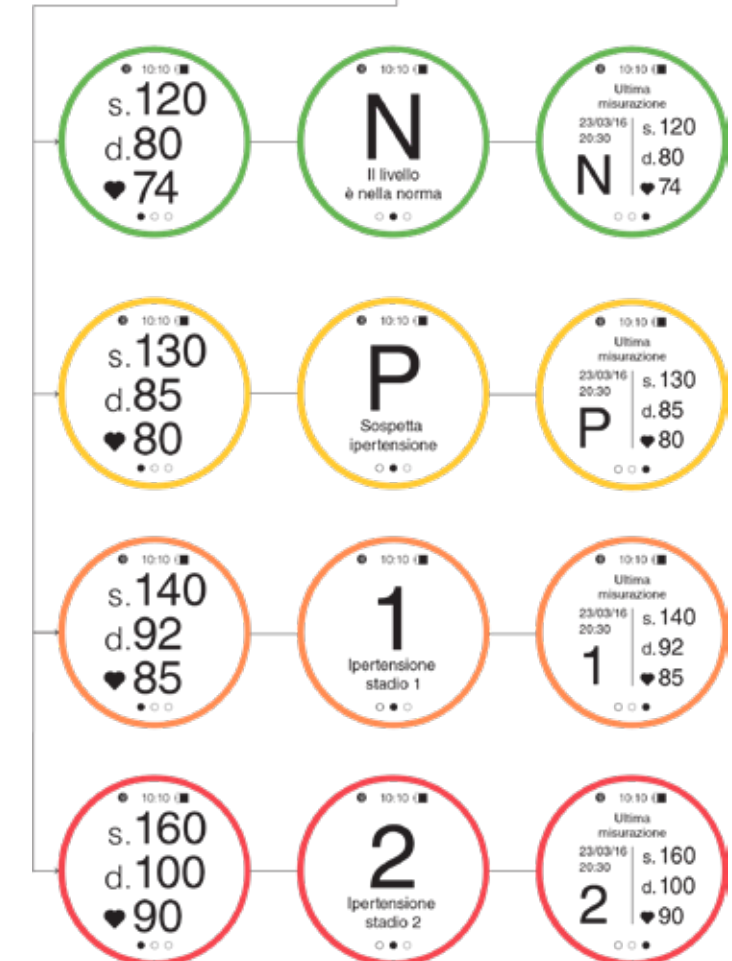 10:10
s.120
d.80
74
10:10
N
Il livello
è nella norma
10:10
Ultima
misurazione
23/03/16
20:30
N
s.120
d.80
74
10:10
s.130
d.85
80
10:10
P
Sospetta
ipertensione
10:10
Ultima
misurazione
23/03/16
20:30
P
s.130
d.85
80
10:10
s.140
d.92
85
10:10
1
Ipertensione
stadio 1
10:10
Ultima
misurazione
23/03/16
20:30
1
s.140
d.92
85
10:10
s.160
d.100
90
10:10
2
Ipertensione
stadio 2
10:10
Ultima
misurazione
23/03/16
20:30
2
s.160
d.100
90